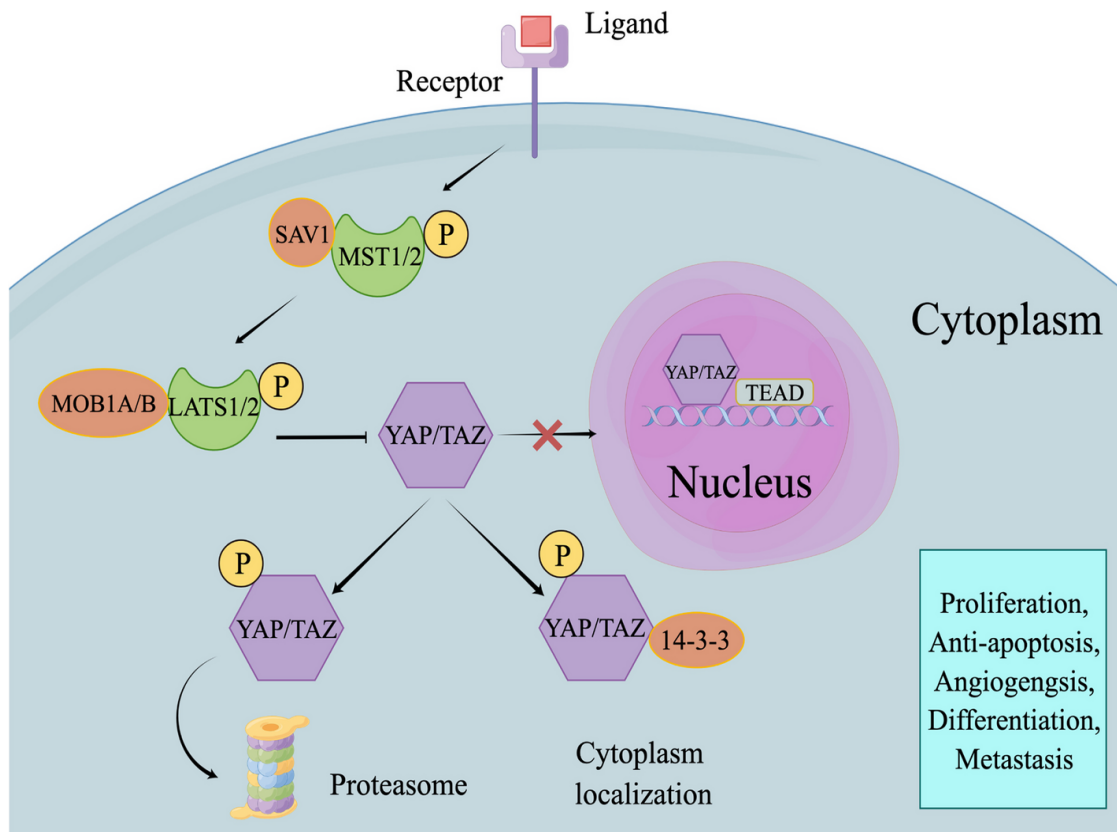 Ligand
Receptor
SAV1
MST1/2
P
MOB1A/B
LATS1/2
P
YAP/TAZ
YAP/TAZ
TEAD
Nucleus
Cytoplasm
P
YAP/TAZ
P
YAP/TAZ
14-3-3
Proteasome
Cytoplasm
localization
Proliferation,
Anti-apoptosis,
Angiogengsis,
Differentiation,
Metastasis